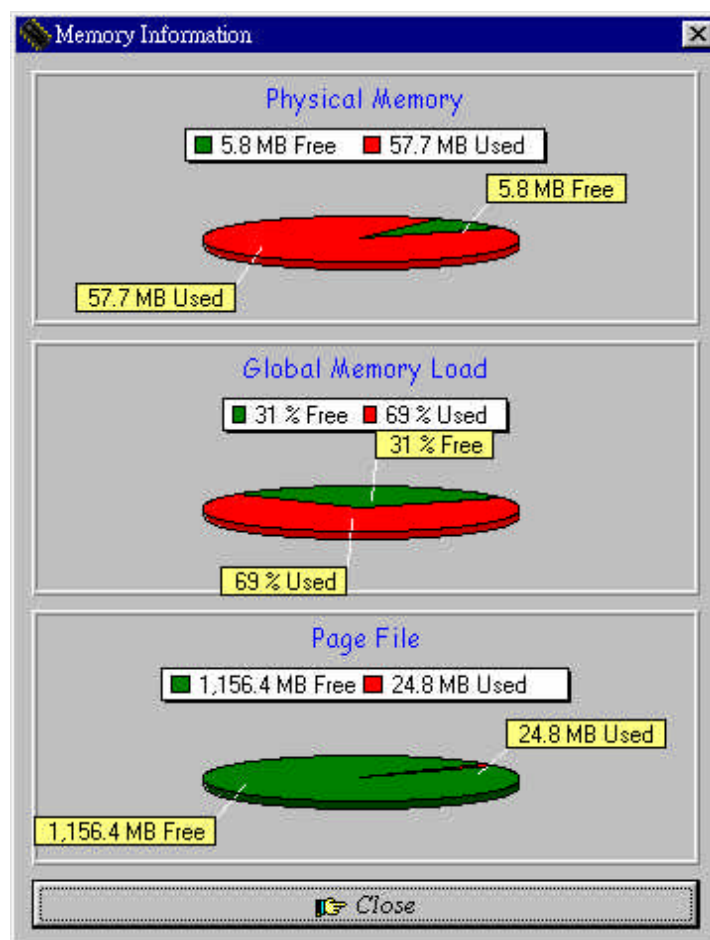 Memory Information
Physical Memory
5.8 MB Free 57.7 MB Used
5.8 MB Free
57.7 MB Used
Global Memory Load
31 % Free 69 % Used
31 % Free
69 % Used
Page File
1,156.4 MB Free 24.8 MB Used
24.8 MB Used
1,156.4 MB Free
Close